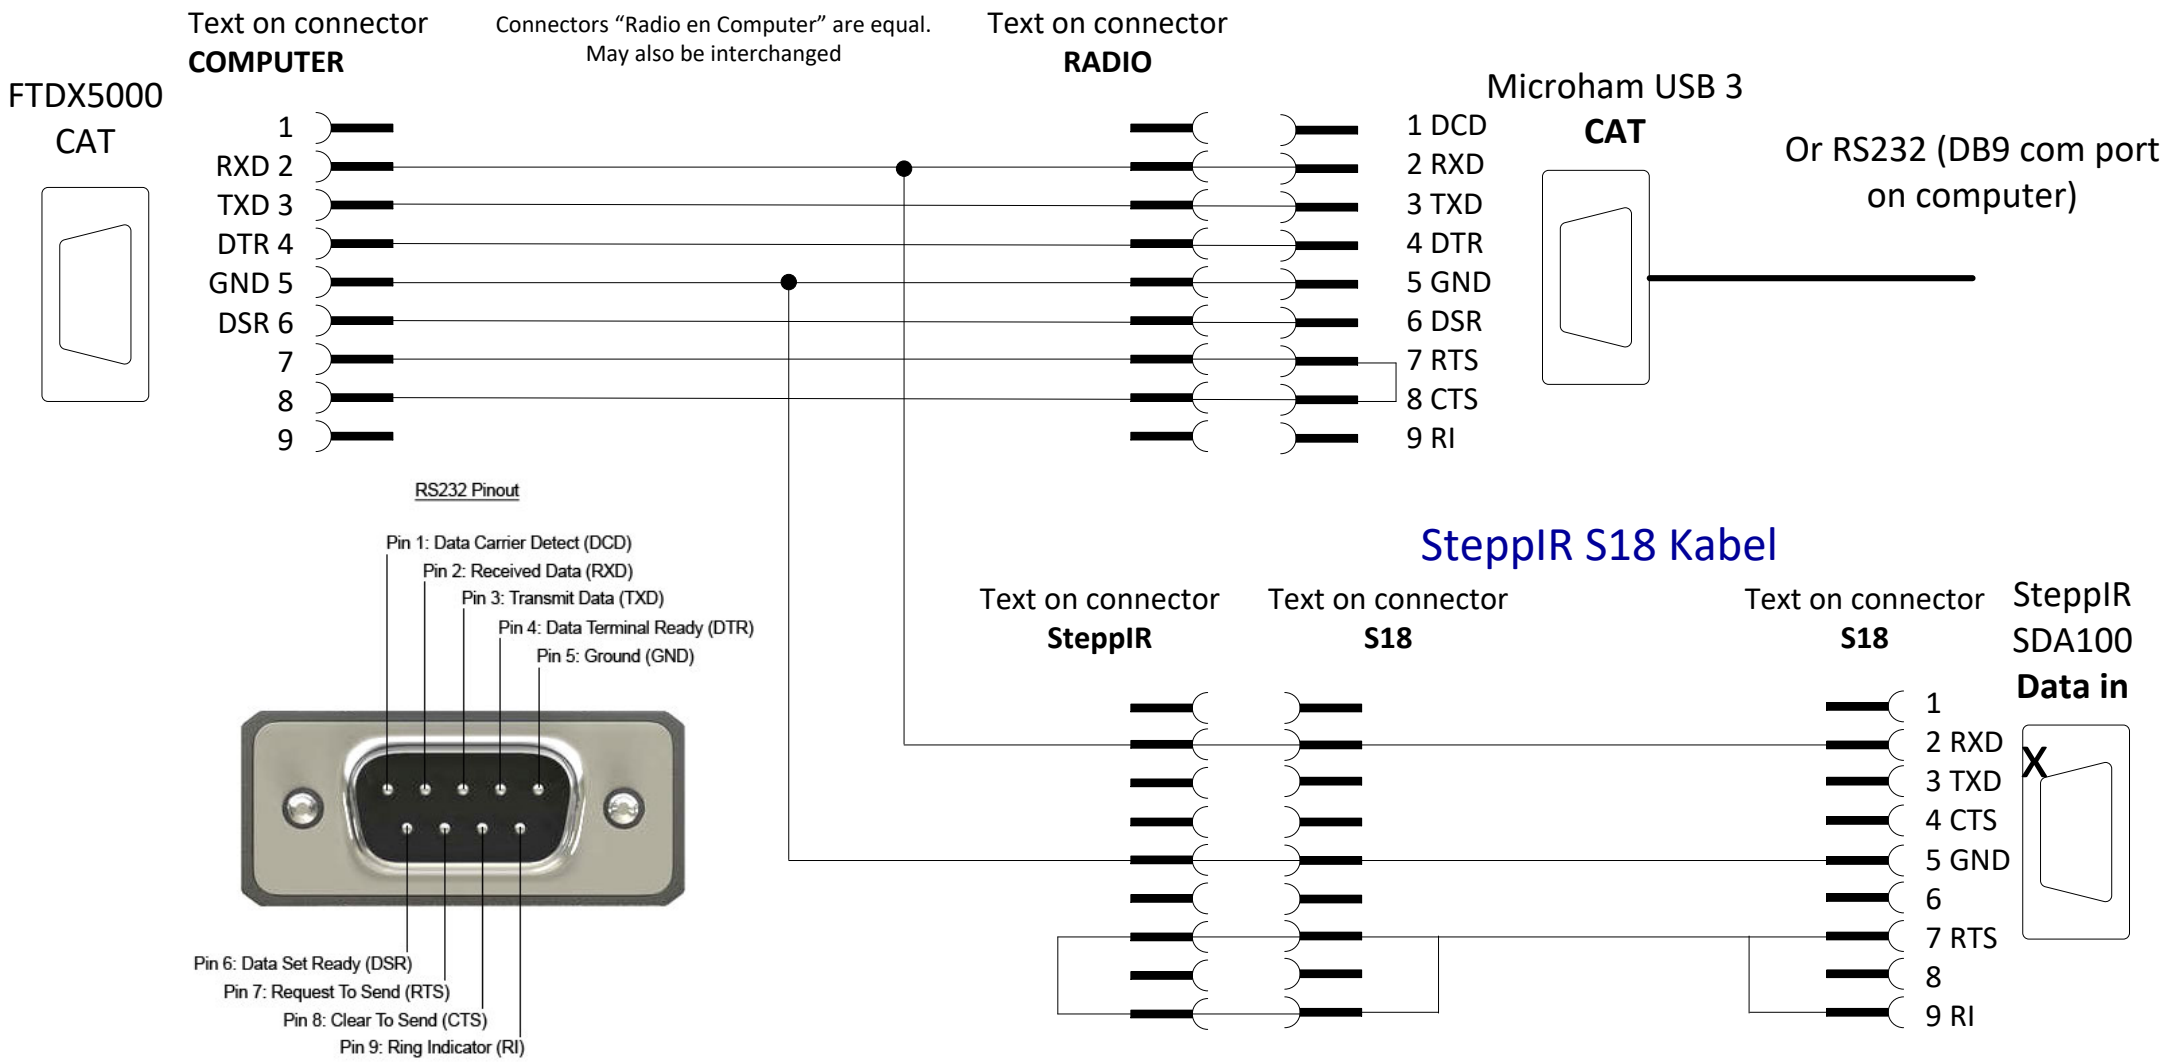 Text on connector
COMPUTER
Connectors “Radio en Computer” are equal.
May also be interchanged
Text on connector
RADIO
FTDX5000
CAT
Microham USB 3
CAT
Or RS232 (DB9 com port
on computer)
1
RXD 2
TXD 3
DTR 4
GND 5
DSR 6
7
8
9
1 DCD
2 RXD
3 TXD
4 DTR
5 GND
6 DSR
7 RTS
8 CTS
9 RI
RS232 Pinout
Pin 1: Data Carrier Detect (DCD)
Pin 2: Received Data (RXD)
Pin 3: Transmit Data (TXD)
Pin 4: Data Terminal Ready (DTR)
Pin 5: Ground (GND)
Pin 6: Data Set Ready (DSR)
Pin 7: Request To Send (RTS)
Pin 8: Clear To Send (CTS)
Pin 9: Ring Indicator (RI)
SteppIR S18 Kabel
Text on connector
SteppIR
Text on connector
S18
Text on connector
S18
SteppIR
SDA100
Data in
1
2 RXD
3 TXD
4 CTS
5 GND
6
7 RTS
8
9 RI
X